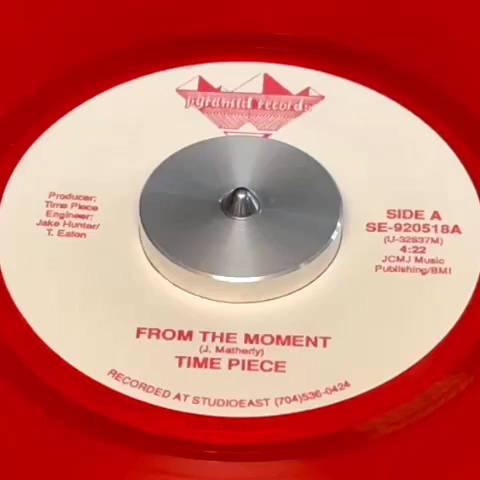 pyramid records
Producer:
Time Piece
Engineer:
Jake Hunter/
T. Eaton
SIDE A
SE-920518A
(U-32837M)
4:22
JCMJ Music
Publishing/BMI
FROM THE MOMENT
(J. Matherly)
TIME PIECE
RECORDED AT STUDIOEAST (704)536-0424